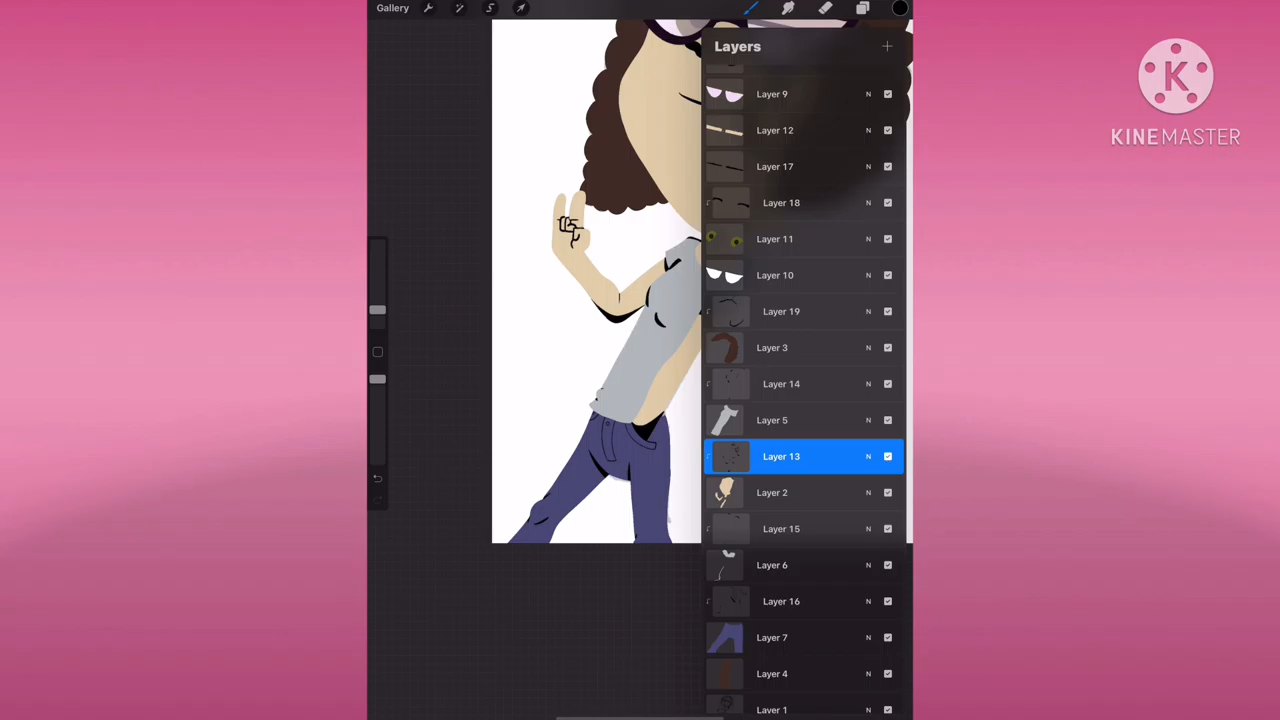 Gallery
Layers
Layer 9 N
Layer 12 N
Layer 17 N
Layer 18 N
Layer 11 N
Layer 10 N
Layer 19 N
Layer 3 N
Layer 14 N
Layer 5 N
Layer 13 N
Layer 2 N
Layer 15 N
Layer 6 N
Layer 16 N
Layer 7 N
Layer 4 N
Layer 1 N
K
KINEMASTER